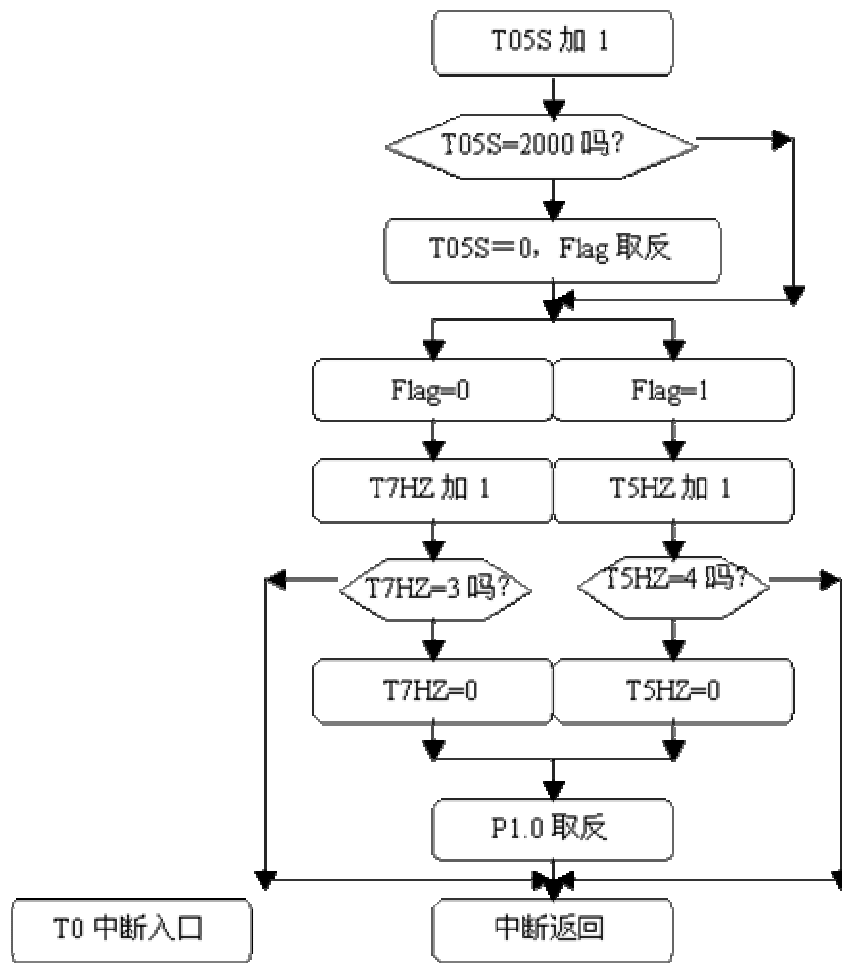 T05S 加 1
T05S=2000 吗?
T05S=0，Flag 取反
Flag=0
Flag=1
T7HZ 加 1
T5HZ 加 1
T7HZ=3 吗?
T5HZ=4 吗?
T7HZ=0
T5HZ=0
P1.0 取反
T0 中断入口
中断返回